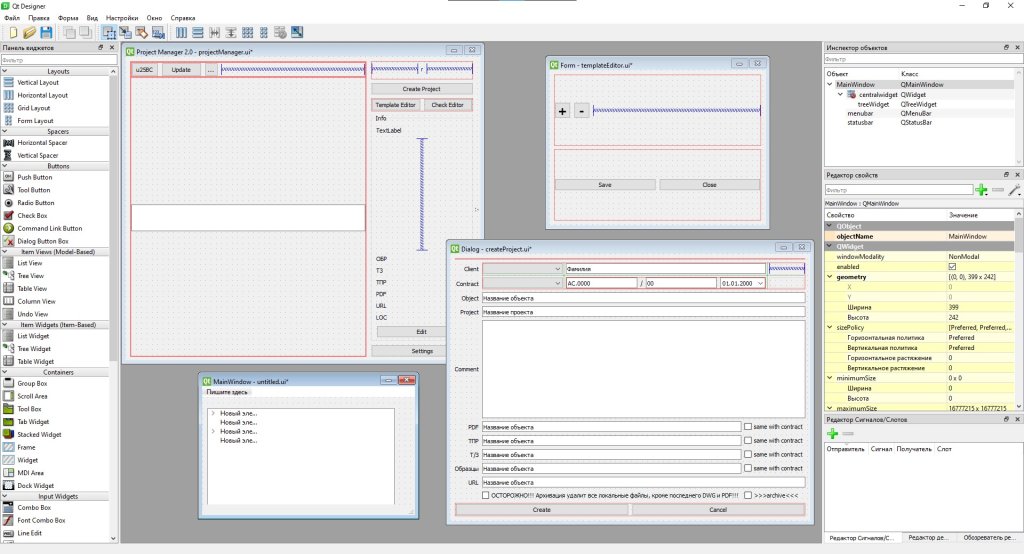 Qt Designer
Файл Правка Форма Вид Настройки Окно Справка
Панель виджетов
Фильтр
Layouts
Vertical Layout
Horizontal Layout
Grid Layout
Form Layout
Spacers
Horizontal Spacer
Vertical Spacer
Buttons
Push Button
Tool Button
Radio Button
Check Box
Command Link Button
Dialog Button Box
Item Views (Model-Based)
List View
Tree View
Table View
Column View
Undo View
Item Widgets (Item-Based)
List Widget
Tree Widget
Table Widget
Containers
Group Box
Scroll Area
Tool Box
Tab Widget
Stacked Widget
Frame
Widget
MDI Area
Dock Widget
Input Widgets
Combo Box
Font Combo Box
Line Edit
Project Manager 2.0 - projectManager.ui*
u25BC Update ...
r
Create Project
Template Editor Check Editor
Info
TextLabel
ОБР
ТЗ
ТПР
PDF
URL
LOC
Edit
Settings
Form - templateEditor.ui*
+ -
Save Close
MainWindow - untitled.ui*
Пишите здесь
Новый эле...
Новый эле...
Новый эле...
Новый эле...
Dialog - createProject.ui*
Client Фамилия
Contract AC.0000 / 00 01.01.2000
Object Название объекта
Project Название проекта
Comment
PDF Название объекта same with contract
ТПР Название объекта same with contract
Т/З Название объекта same with contract
Образцы Название объекта same with contract
URL Название объекта
ОСТОРОЖНО!!! Архивация удалит все локальные файлы, кроме последнего DWG и PDF!!! >>>archive<<<
Create Cancel
Инспектор объектов
Фильтр
Объект Класс
MainWindow QMainWindow
centralwidget QWidget
treeWidget QTreeWidget
menubar QMenuBar
statusbar QStatusBar
Редактор свойств
Фильтр
MainWindow : QMainWindow
Свойство Значение
QObject
objectName MainWindow
QWidget
windowModality NonModal
enabled
geometry [(0, 0), 399 x 242]
X 0
Y 0
Ширина 399
Высота 242
sizePolicy [Preferred, Preferred,...
Горизонтальная политика Preferred
Вертикальная политика Preferred
Горизонтальное растяжение 0
Вертикальное растяжение 0
minimumSize 0 x 0
Ширина 0
Высота 0
maximumSize 16777215 x 16777215
Редактор Сигналов/Слотов
Отправитель Сигнал Получатель Слот
Редактор Сигналов/С... Редактор де... Обозреватель ре...